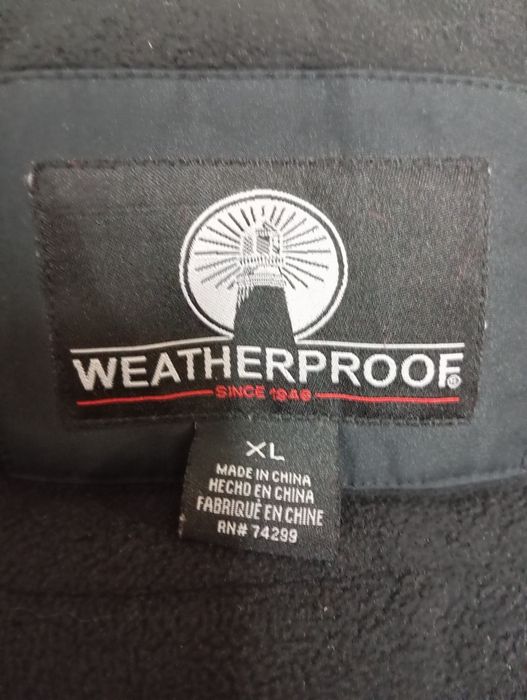 WEATHERPROOF®
SINCE 1948
XL
MADE IN CHINA
HECHO EN CHINA
FABRIQUÉ EN CHINE
RN# 74299